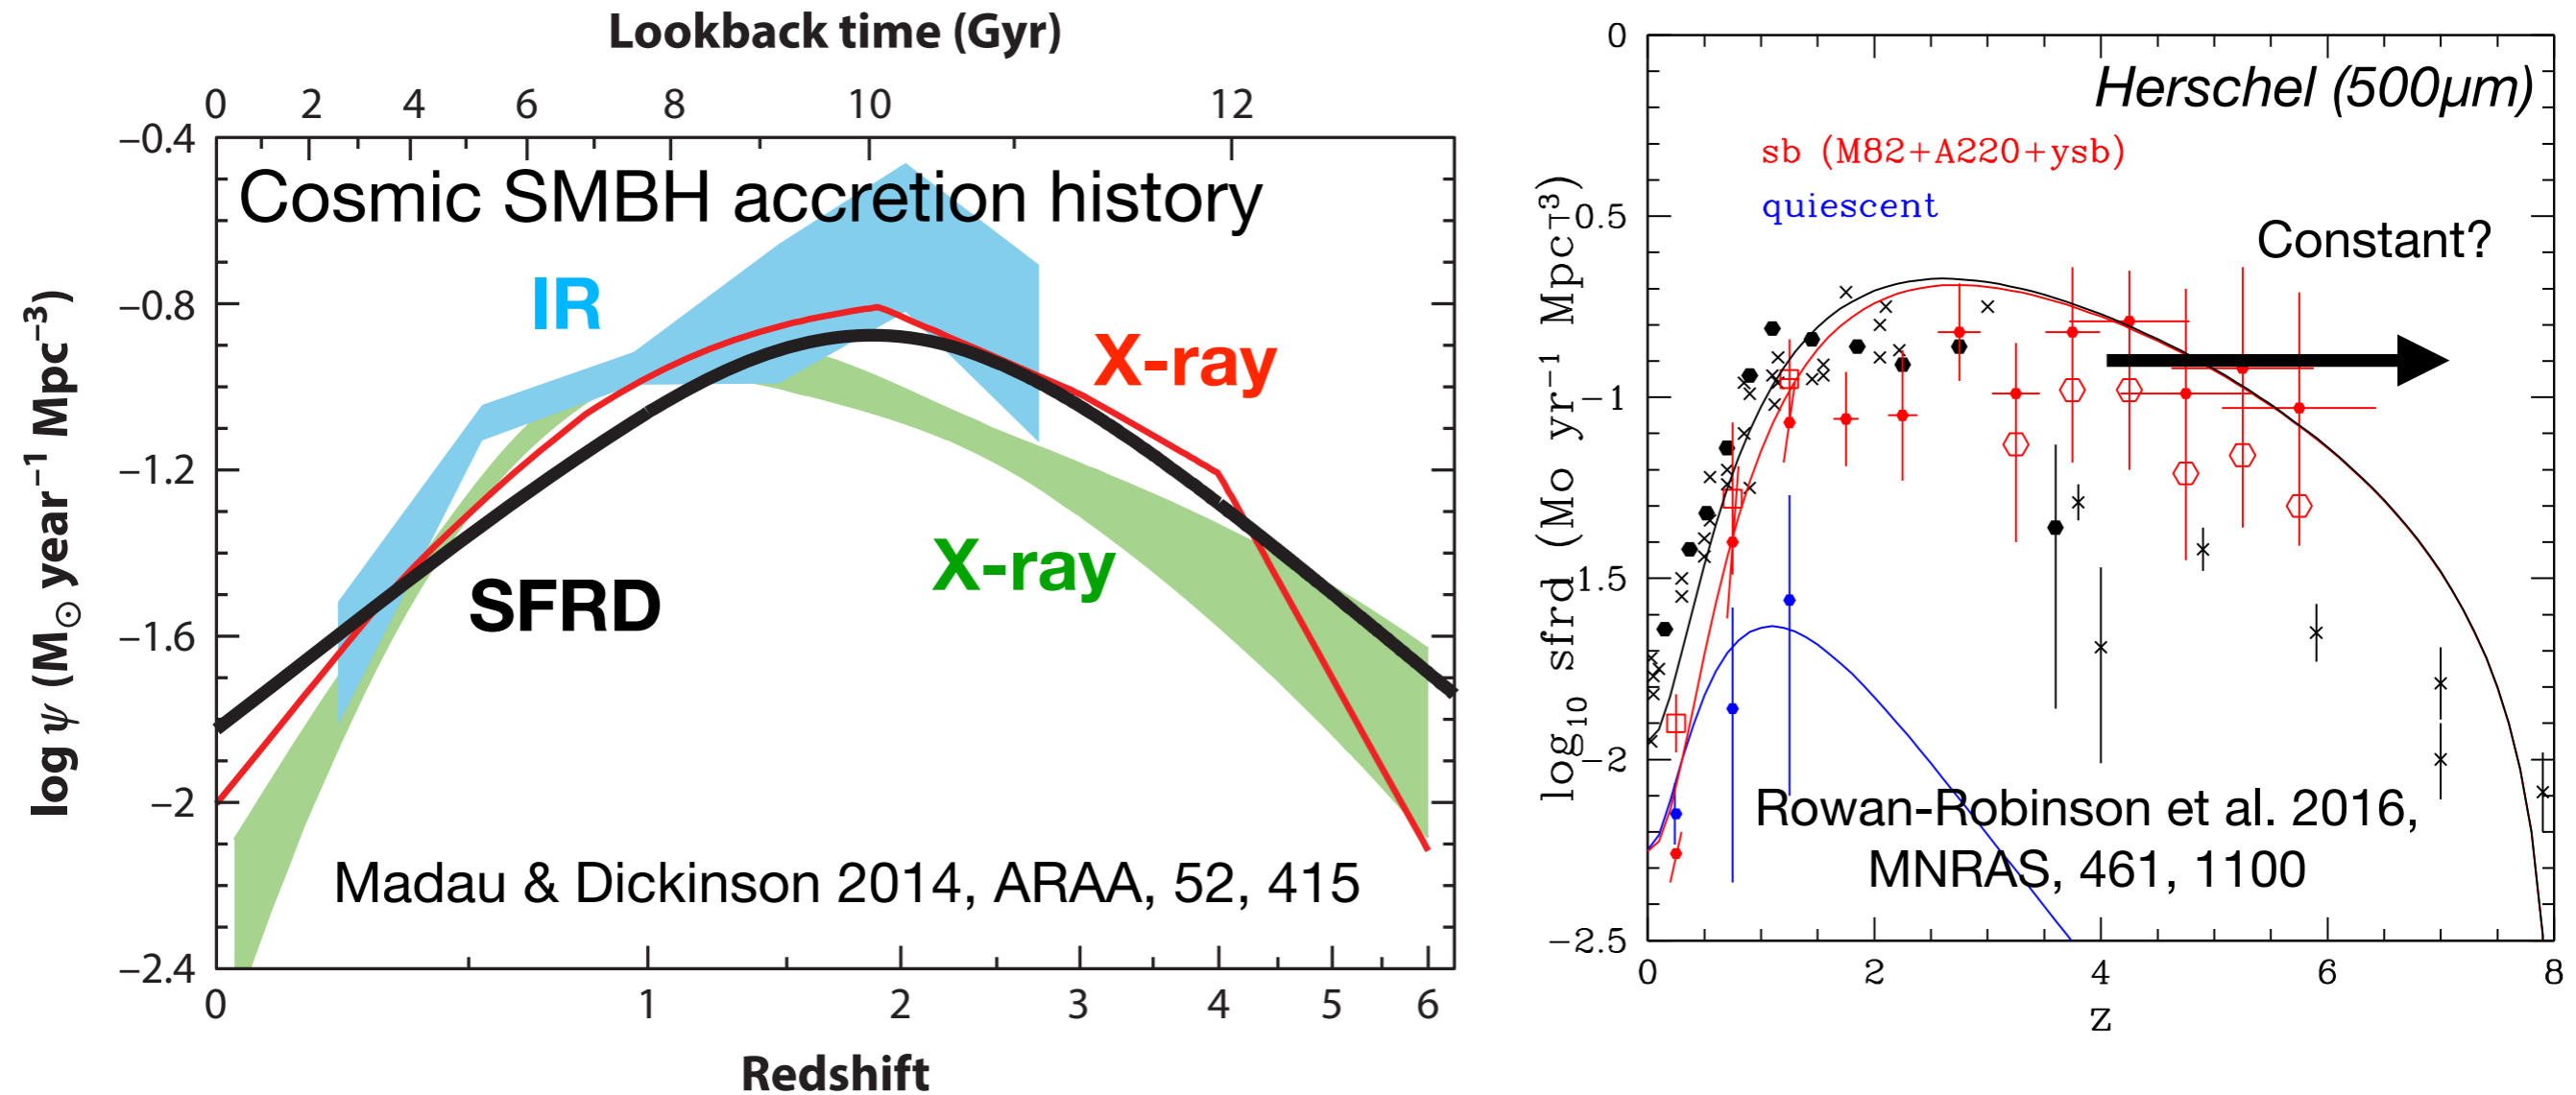 Lookback time (Gyr)
0 2 4 6 8 10 12
−0.4
−0.8
−1.2
−1.6
−2
−2.4
log ψ (M⊙ year−1 Mpc−3)
Cosmic SMBH accretion history
IR
X-ray
X-ray
SFRD
Madau & Dickinson 2014, ARAA, 52, 415
0 1 2 3 4 5 6
Redshift
0
−0.5
−1
−1.5
−2
−2.5
log10 sfrd (Mo yr−1 Mpc−3)
Herschel (500μm)
sb (M82+A220+ysb)
quiescent
Constant?
Rowan-Robinson et al. 2016,
MNRAS, 461, 1100
0 2 4 6 8
z